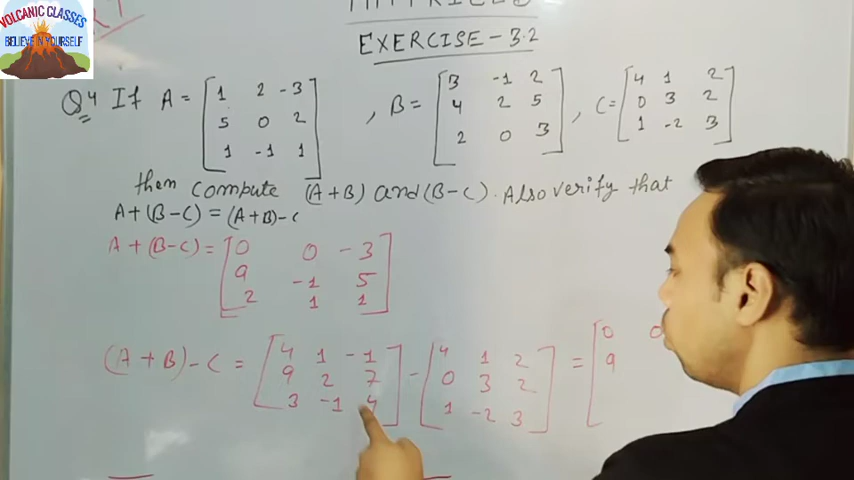 VOLCANIC CLASSES
BELIEVE IN YOURSELF
MATRICES
EXERCISE-3.2
Q4 If A = [1 2 -3 , B = [3 -1 2 , C = [4 1 2
5 0 2 4 2 5 0 3 2
1 -1 1] 2 0 3] 1 -2 3]
then compute (A+B) and (B-C). Also verify that
A+(B-C)=(A+B)-C
A+(B-C)=[0 0 -3
9 -1 5
2 1 1]
(A+B)-C = [4 1 -1 - [4 1 2 = [0 0
9 2 7 0 3 2 9
3 -1 4] 1 -2 3]